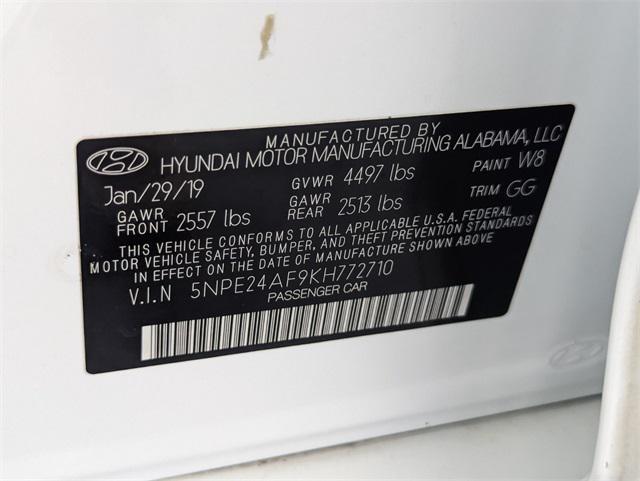 MANUFACTURED BY
HYUNDAI MOTOR MANUFACTURING ALABAMA, LLC
Jan/29/19 GVWR 4497 lbs PAINT W8
GAWR FRONT 2557 lbs GAWR REAR 2513 lbs TRIM GG
THIS VEHICLE CONFORMS TO ALL APPLICABLE U.S.A. FEDERAL
MOTOR VEHICLE SAFETY, BUMPER, AND THEFT PREVENTION STANDARDS
IN EFFECT ON THE DATE OF MANUFACTURE SHOWN ABOVE.
V.I.N 5NPE24AF9KH772710
PASSENGER CAR